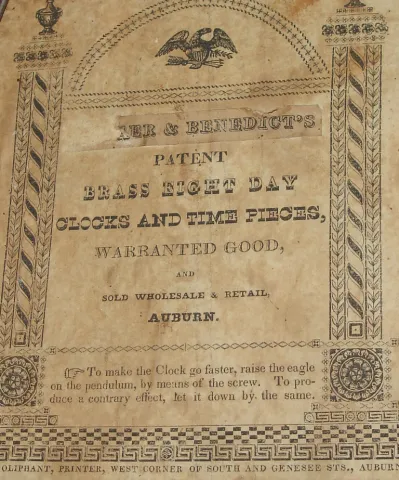 & BENEDICT'S
PATENT
BRASS EIGHT DAY
CLOCKS AND TIME PIECES,
WARRANTED GOOD,
AND
SOLD WHOLESALE & RETAIL,
AUBURN.
☞ To make the Clock go faster, raise the eagle
on the pendulum, by means of the screw. To pro-
duce a contrary effect, let it down by the same.
OLIPHANT, PRINTER, WEST CORNER OF SOUTH AND GENESEE STS., AUBURN